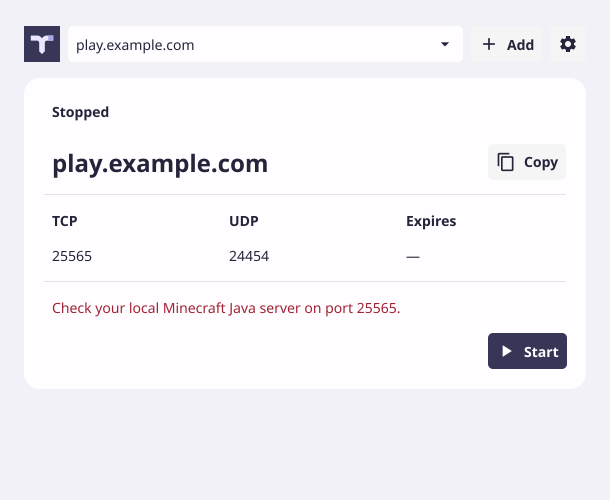 play.example.com
Add
Stopped
play.example.com
Copy
TCP UDP Expires
25565 24454 —
Check your local Minecraft Java server on port 25565.
Start